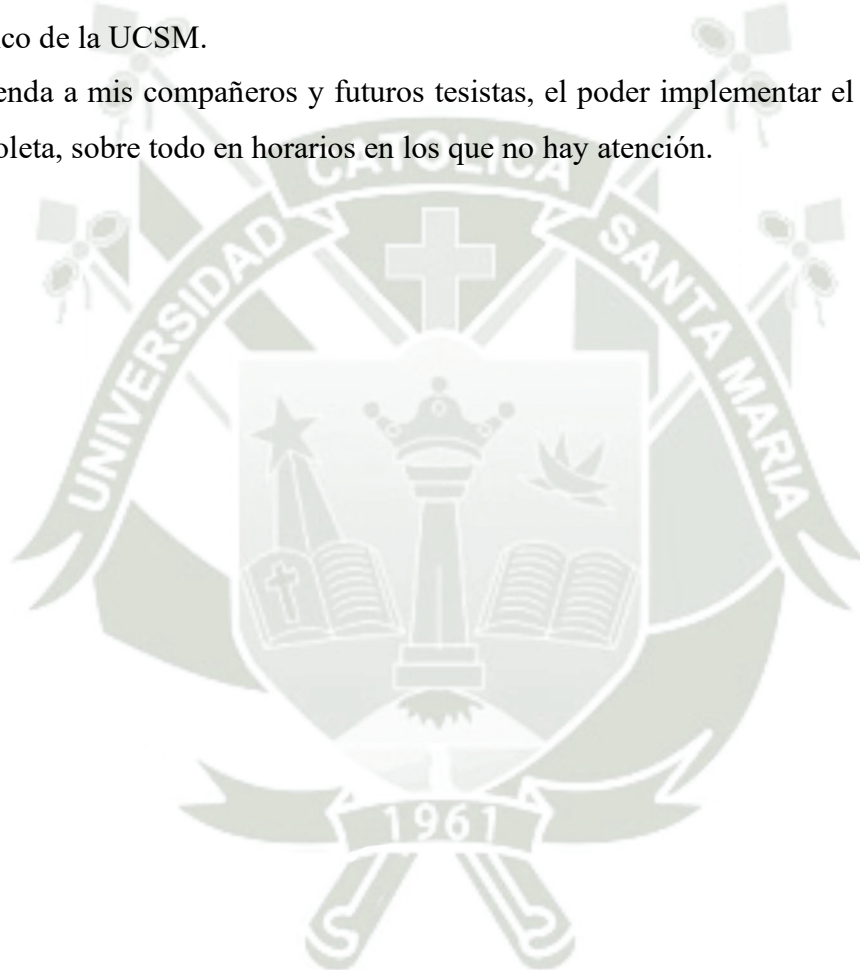 co de la UCSM.
enda a mis compañeros y futuros tesistas, el poder implementar el
oleta, sobre todo en horarios en los que no hay atención.
UNIVERSIDAD CATOLICA SANTA MARIA
1961